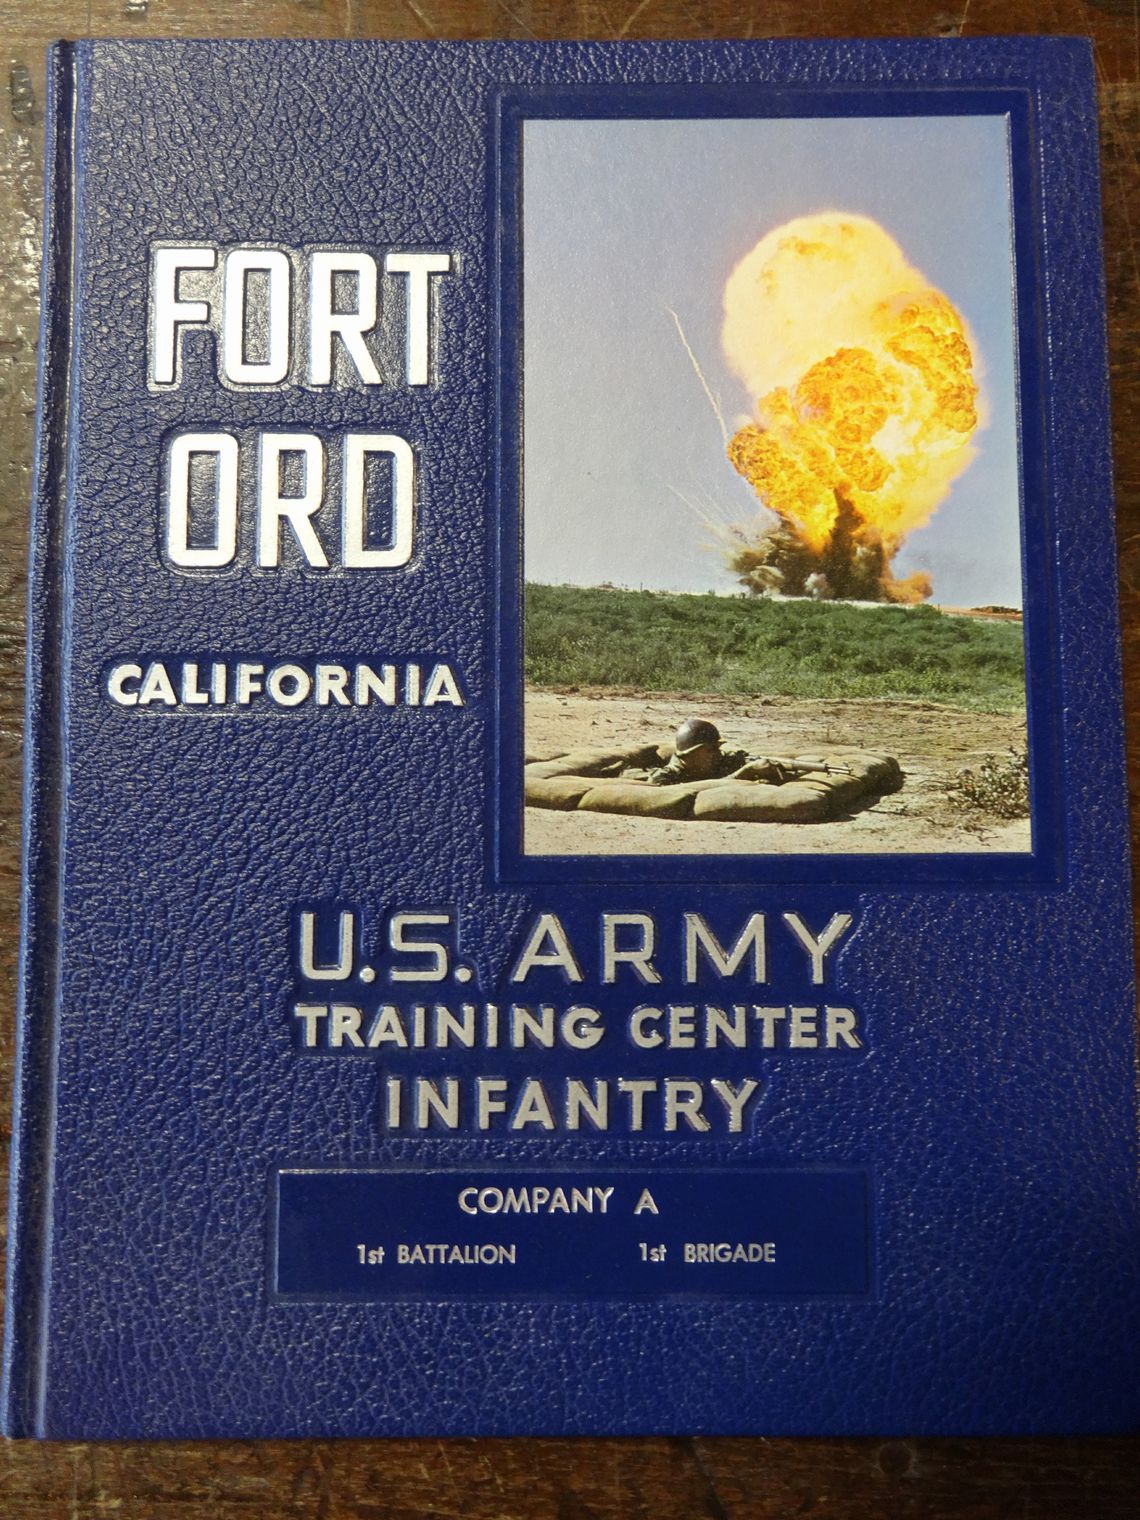 FORT
ORD
CALIFORNIA
U.S. ARMY
TRAINING CENTER
INFANTRY
COMPANY A
1st BATTALION 1st BRIGADE